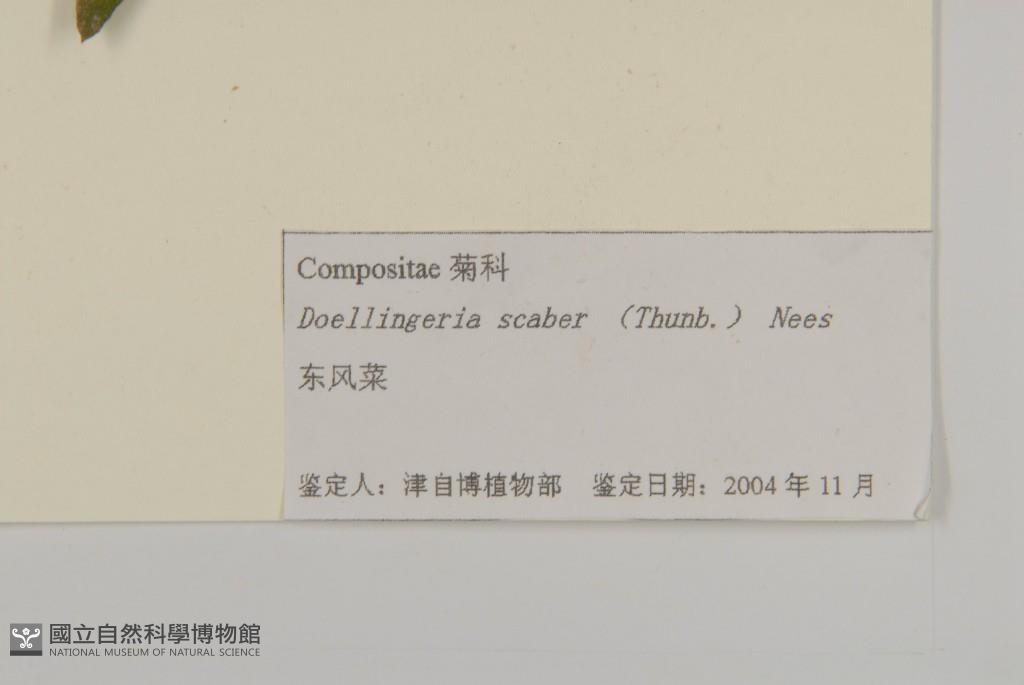 Compositae 菊科
Doellingeria scaber （Thunb.） Nees
东风菜
鉴定人：津自博植物部 鉴定日期：2004 年 11 月
國立自然科學博物館
NATIONAL MUSEUM OF NATURAL SCIENCE